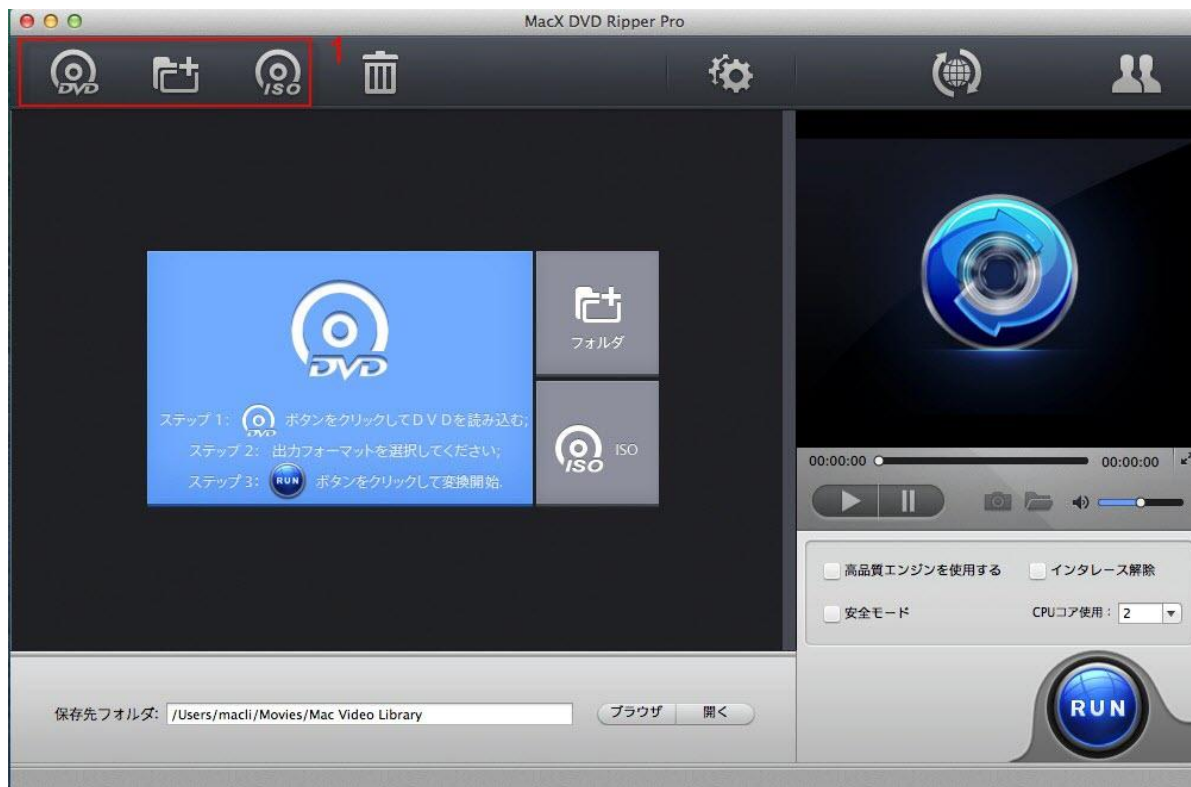 MacX DVD Ripper Pro
DVD
ISO
1
DVD
フォルダ
ステップ 1: DVD ボタンをクリックしてＤＶＤを読み込む;
ステップ 2: 出力フォーマットを選択してください;
ステップ 3: RUN ボタンをクリックして変換開始.
ISO
ISO
00:00:00
00:00:00
高品質エンジンを使用する
インタレース解除
安全モード
CPUコア使用： 2
保存先フォルダ: /Users/macli/Movies/Mac Video Library
ブラウザ
開く
RUN